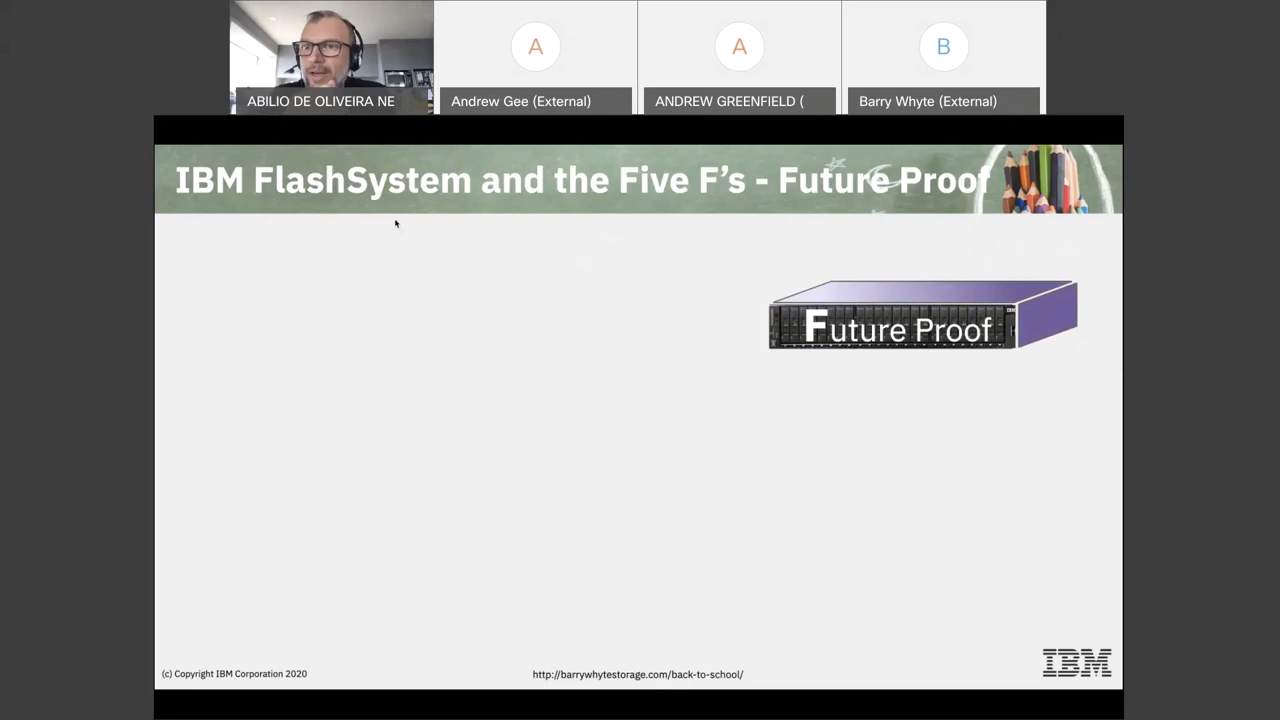 A
A
B
ABILIO DE OLIVEIRA NE
Andrew Gee (External)
ANDREW GREENFIELD (
Barry Whyte (External)
IBM FlashSystem and the Five F's - Future Proof
IBM
Future Proof
(c) Copyright IBM Corporation 2020
http://barrywhytestorage.com/back-to-school/
IBM